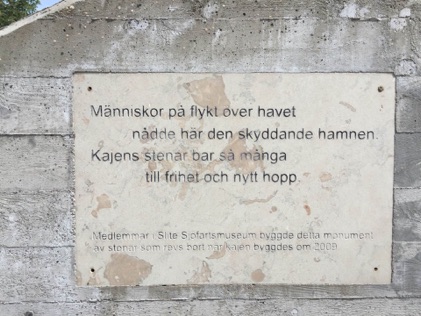 Människor på flykt över havet
nådde här den skyddande hamnen.
Kajens stenar bar så många
till frihet och nytt hopp.
Medlemmar i Slite Sjöfartsmuseum byggde detta monument
av stenar som revs bort när kajen byggdes om 2009.